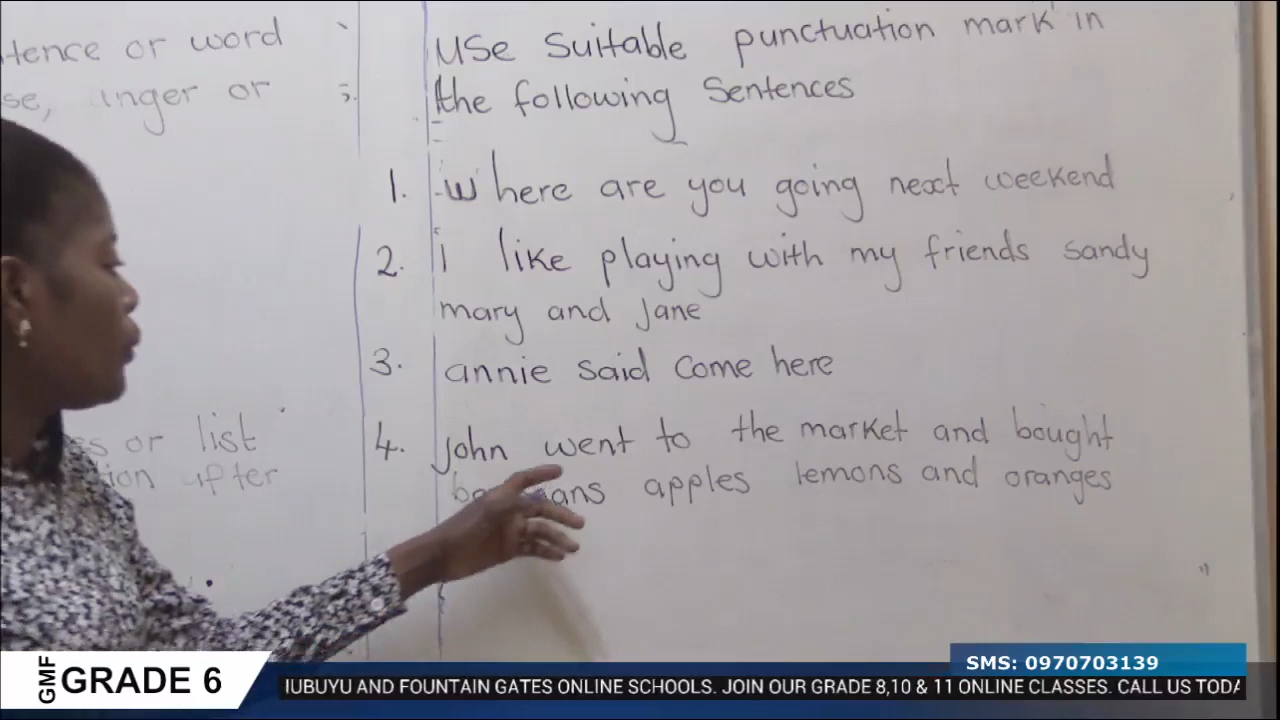 tence or word
se, anger or
s or list
ion after
Use Suitable punctuation mark in
the following Sentences
1. Where are you going next weekend
2. i like playing with my friends sandy
mary and Jane
3. annie said come here
4. john went to the market and bought
apples lemons and oranges
SMS: 0970703139
GMF GRADE 6
IUBUYU AND FOUNTAIN GATES ONLINE SCHOOLS. JOIN OUR GRADE 8,10 & 11 ONLINE CLASSES. CALL US TODA